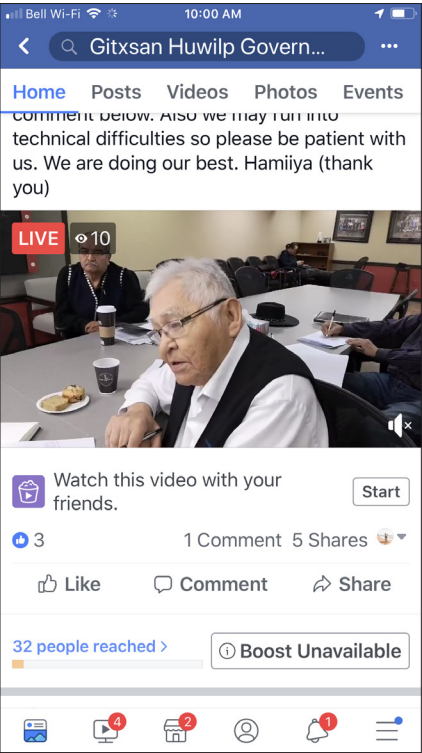 Bell Wi-Fi 10:00 AM
Gitxsan Huwilp Govern...
Home Posts Videos Photos Events
comment below. Also we may run into
technical difficulties so please be patient with
us. We are doing our best. Hamiiya (thank
you)
LIVE 10
Watch this video with your
friends.
Start
3 1 Comment 5 Shares
Like Comment Share
32 people reached >
Boost Unavailable
4 2 1